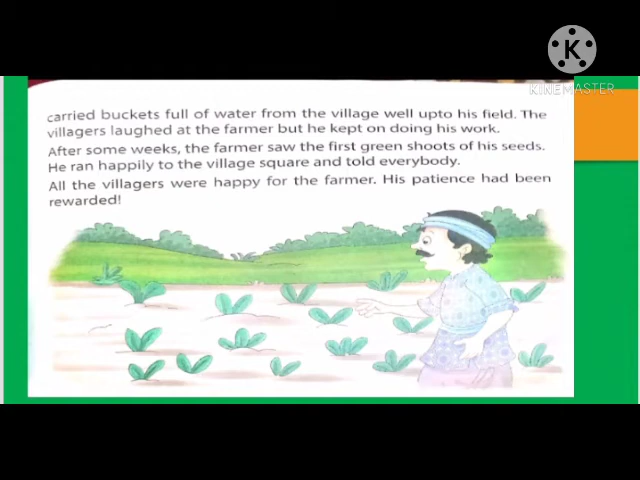 KINEMASTER
carried buckets full of water from the village well upto his field. The
villagers laughed at the farmer but he kept on doing his work.
After some weeks, the farmer saw the first green shoots of his seeds.
He ran happily to the village square and told everybody.
All the villagers were happy for the farmer. His patience had been
rewarded!